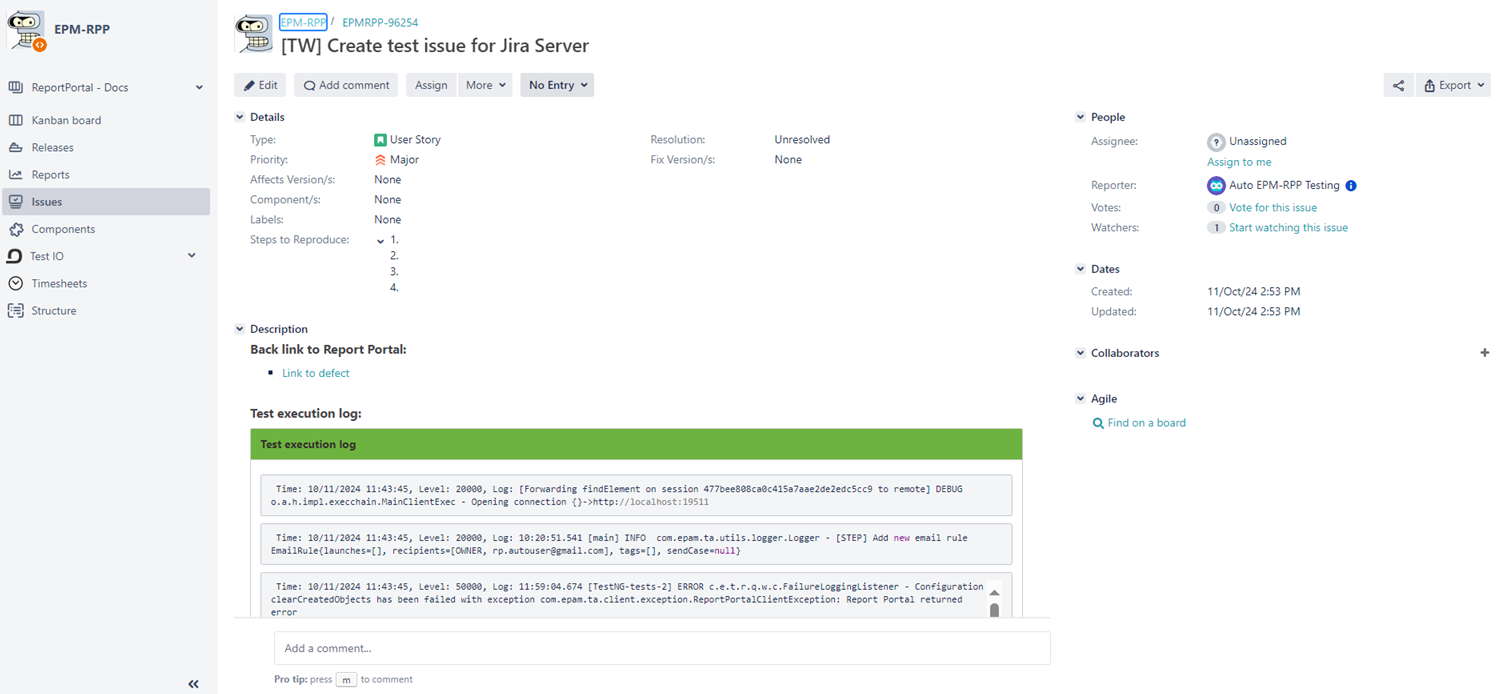 EPM-RPP
ReportPortal - Docs
Kanban board
Releases
Reports
Issues
Components
Test IO
Timesheets
Structure
EPM-RPP / EPMRPP-96254
[TW] Create test issue for Jira Server
Edit Add comment Assign More No Entry Export
Details
Type: User Story Resolution: Unresolved
Priority: Major Fix Version/s: None
Affects Version/s: None
Component/s: None
Labels: None
Steps to Reproduce: 1.
2.
3.
4.
Description
Back link to Report Portal:
Link to defect
Test execution log:
Test execution log
Time: 10/11/2024 11:43:45, Level: 20000, Log: [Forwarding findElement on session 477bee808ca0c415a7aae2de2edc5cc9 to remote] DEBUG
o.a.h.impl.execchain.MainClientExec - Opening connection {}->http://localhost:19511
Time: 10/11/2024 11:43:45, Level: 20000, Log: 10:20:51.541 [main] INFO  com.epam.ta.utils.logger.Logger - [STEP] Add new email rule
EmailRule{launches=[], recipients=[OWNER, rp.autouser@gmail.com], tags=[], sendCase=null}
Time: 10/11/2024 11:43:45, Level: 50000, Log: 11:59:04.674 [TestNG-tests-2] ERROR c.e.t.r.q.w.c.FailureLoggingListener - Configuration
clearCreatedObjects has been failed with exception com.epam.ta.client.exception.ReportPortalClientException: Report Portal returned
error
Add a comment...
Pro tip: press m to comment
People
Assignee: ? Unassigned
Assign to me
Reporter: Auto EPM-RPP Testing
Votes: 0 Vote for this issue
Watchers: 1 Start watching this issue
Dates
Created: 11/Oct/24 2:53 PM
Updated: 11/Oct/24 2:53 PM
Collaborators
Agile
Find on a board